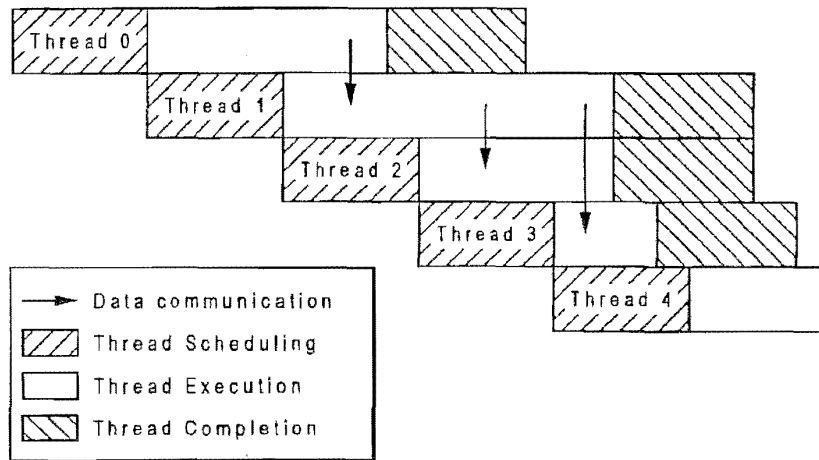 Thread 0
Thread 1
Thread 2
Thread 3
Thread 4
Data communication
Thread Scheduling
Thread Execution
Thread Completion